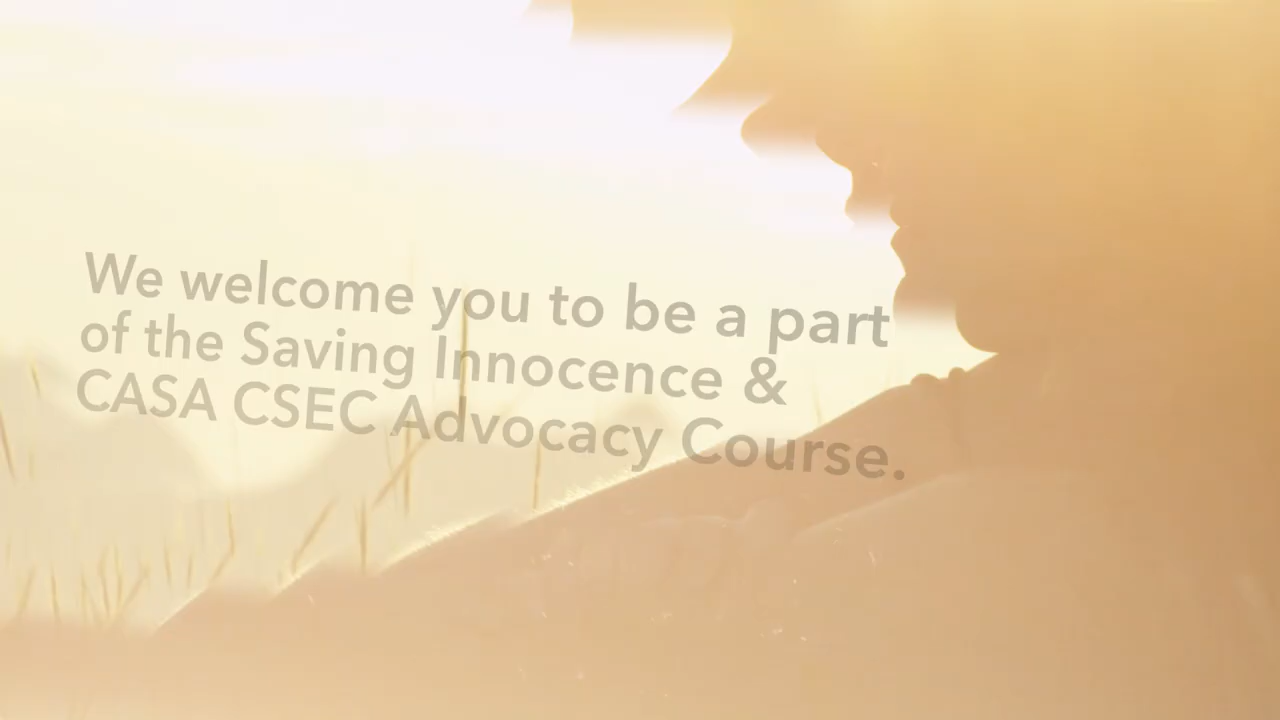 We welcome you to be a part
of the Saving Innocence &
CASA CSEC Advocacy Course.